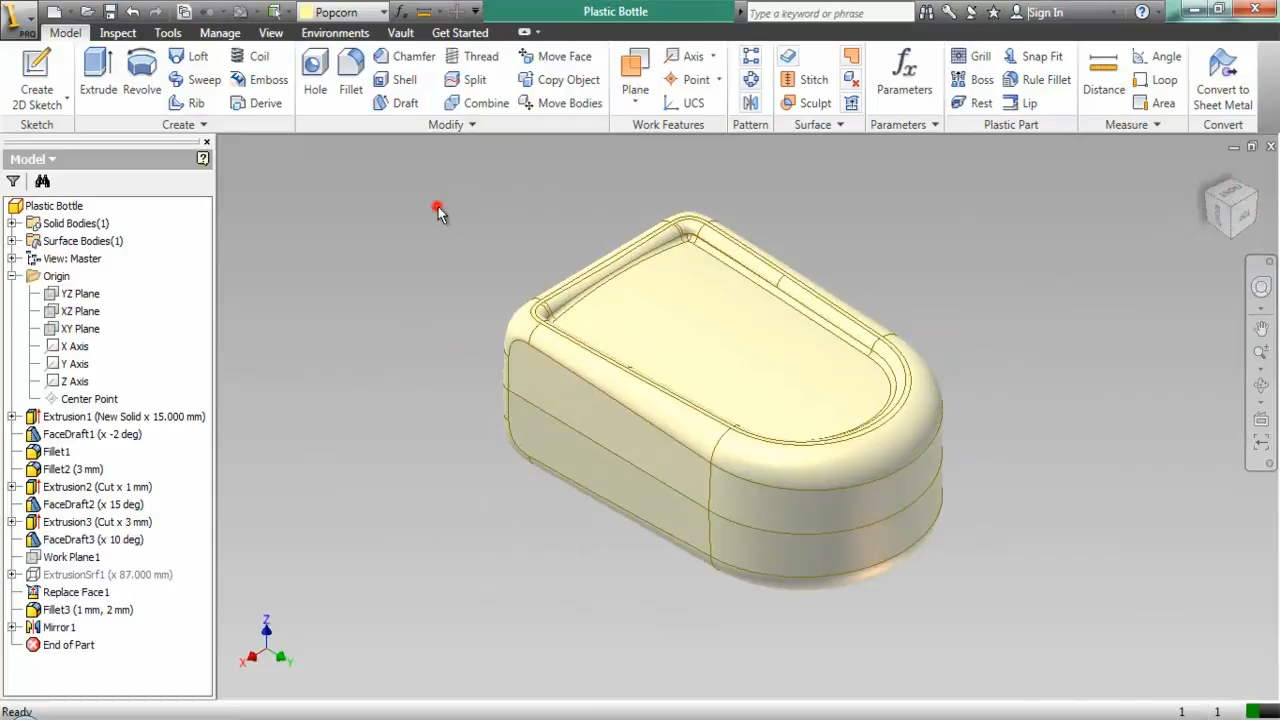 PRO
Popcorn
Plastic Bottle
Type a keyword or phrase
Sign In
Model
Inspect
Tools
Manage
View
Environments
Vault
Get Started
Create
2D Sketch
Extrude
Revolve
Loft
Sweep
Rib
Coil
Emboss
Derive
Hole
Fillet
Chamfer
Shell
Draft
Thread
Split
Combine
Move Face
Copy Object
Move Bodies
Plane
Axis
Point
UCS
Stitch
Sculpt
Parameters
Grill
Boss
Rest
Snap Fit
Rule Fillet
Lip
Distance
Angle
Loop
Area
Convert to
Sheet Metal
Sketch
Create
Modify
Work Features
Pattern
Surface
Parameters
Plastic Part
Measure
Convert
Model
Plastic Bottle
Solid Bodies(1)
Surface Bodies(1)
View: Master
Origin
YZ Plane
XZ Plane
XY Plane
X Axis
Y Axis
Z Axis
Center Point
Extrusion1 (New Solid x 15.000 mm)
FaceDraft1 (x -2 deg)
Fillet1
Fillet2 (3 mm)
Extrusion2 (Cut x 1 mm)
FaceDraft2 (x 15 deg)
Extrusion3 (Cut x 3 mm)
FaceDraft3 (x 10 deg)
Work Plane1
ExtrusionSrf1 (x 87.000 mm)
Replace Face1
Fillet3 (1 mm, 2 mm)
Mirror1
End of Part
Z
X
Y
Ready
1
1